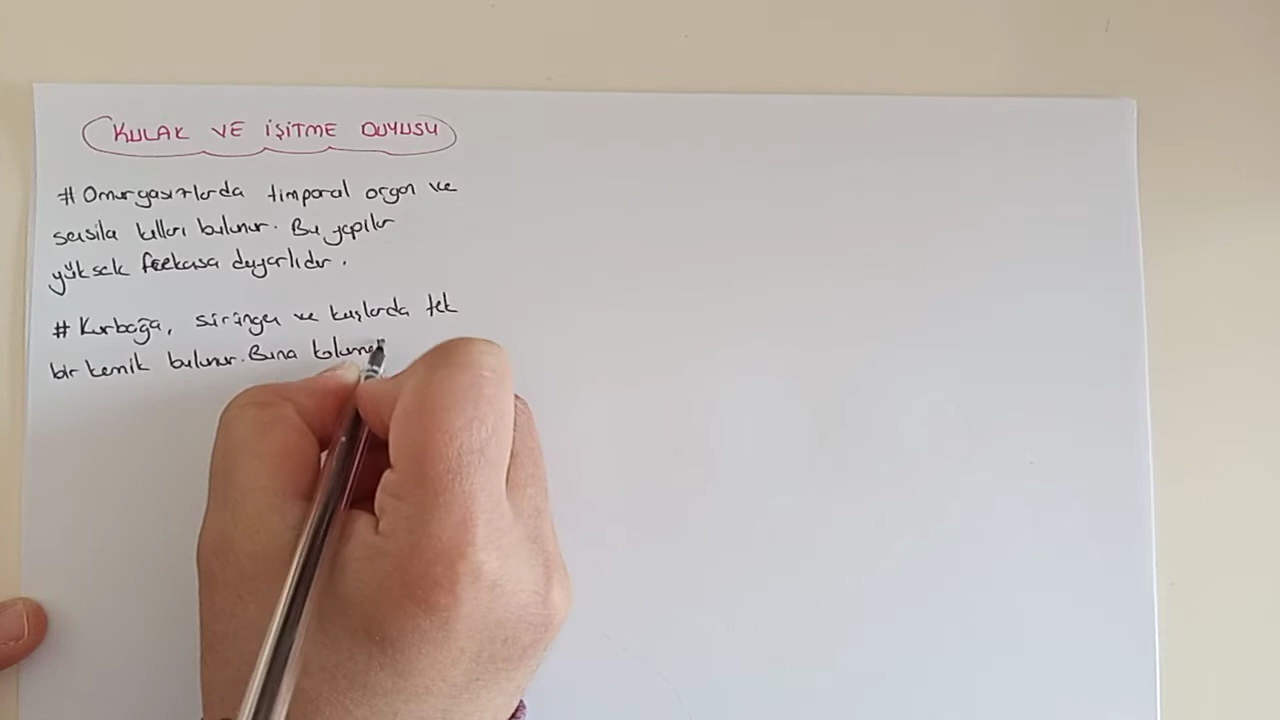 KULAK VE İŞİTME DUYUSU
# Omurgasızlarda timpanal organ ve
sensila kılları bulunur. Bu yapılar
yüksek frekansa duyarlıdır.
# Kurbağa, sürüngen ve kuşlarda tek
bir kemik bulunur. Buna kolumel